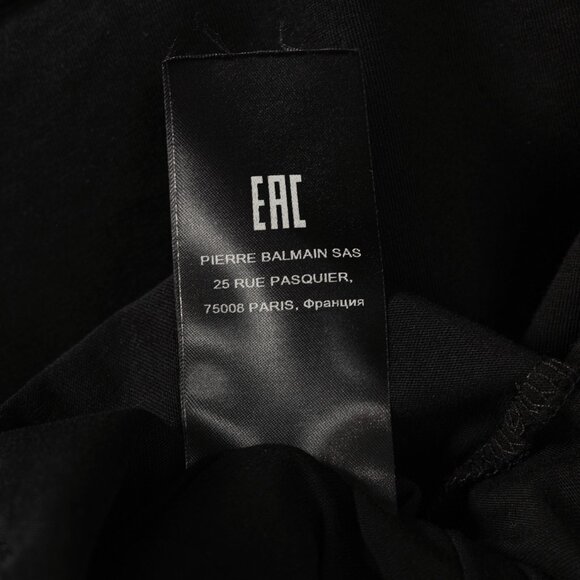 EAC
PIERRE BALMAIN SAS
25 RUE PASQUIER,
75008 PARIS, Франция